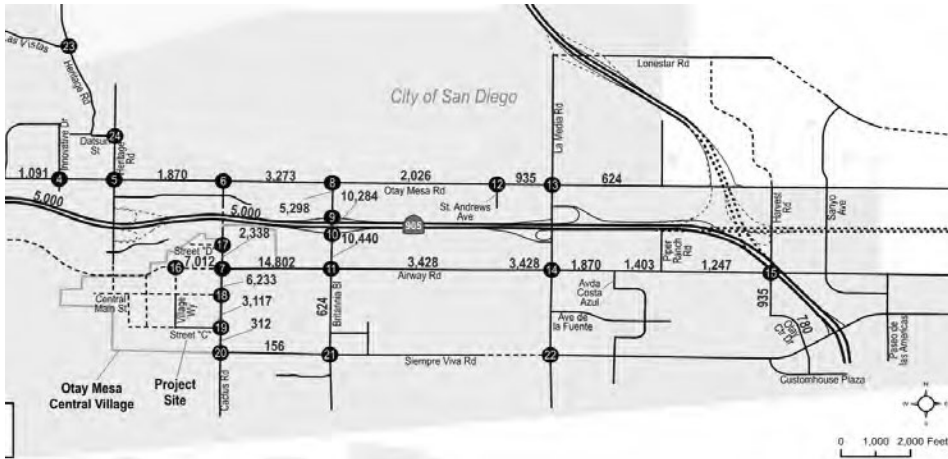 23
as Vistas
Heritage Rd
Lonestar Rd
City of San Diego
24
Datsun
St
Innovative Dr
Heritage
Rd
La Media Rd
1,091
4
5
1,870
6
3,273
8
2,026
12
935
13
624
Otay Mesa Rd
10,284
5,298
9
St. Andrews
Ave
5,000
5,000
905
Harvest
Rd
Sanyo
Ave
10
10,440
2,338
17
Street "D"
Piper
Ranch
Rd
16
7,012
7
14,802
11
3,428
3,428
14
1,870
1,403
1,247
15
Airway Rd
6,233
18
Central
Main St
Village
Wy
3,117
624
Britannia Bl
Avda
Costa
Azul
935
780
312
19
Street "C"
Ave de
la Fuente
Otay
Ctr Dr
Paseo de
las Americas
20
156
21
Siempre Viva Rd
22
Otay Mesa
Central Village
Project
Site
Cactus Rd
Customhouse Plaza
N
W
E
S
0 1,000 2,000 Feet